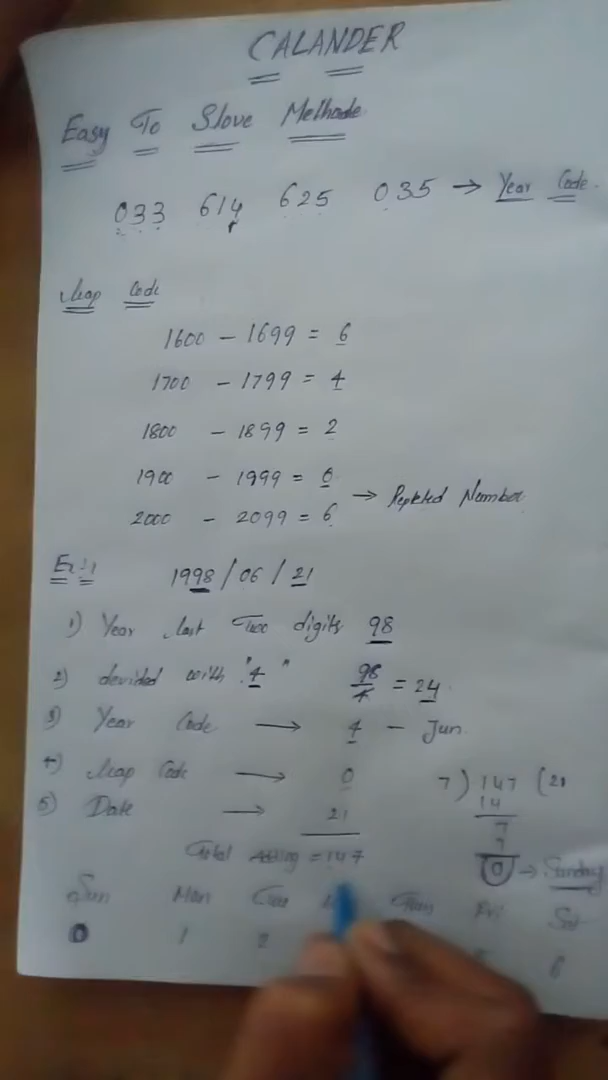 CALANDER
Easy To Slove Methode
033 614 625 035 → Year Code
Leap Code
1600 - 1699 = 6
1700 - 1799 = 4
1800 - 1899 = 2
1900 - 1999 = 0
2000 - 2099 = 6 → Repleted Number
Ex:1 1998/06/21
1) Year last Two digits 98
2) devided with "4" 98/4 = 24
3) Year Code → 4 - Jun
4) Leap Code → 0
5) Date → 21
7) 147 (21
14
7
7
0 → Sunday
Total = 147
Sun Mon Tue Thurs Fri Sat
0 1 2 5 6